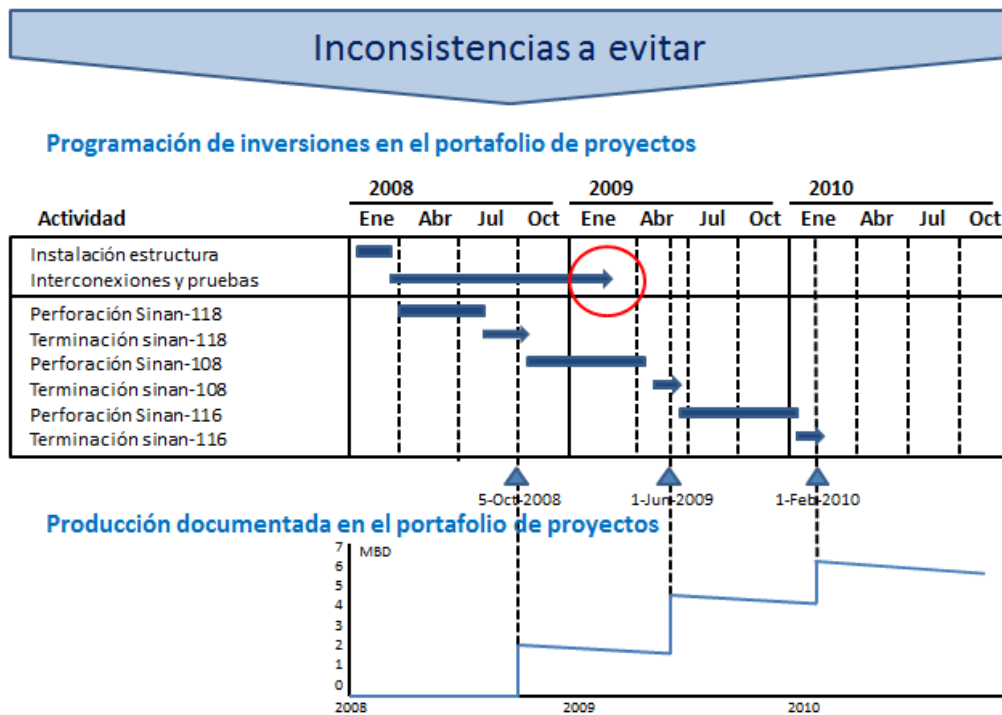 Inconsistencias a evitar
Programación de inversiones en el portafolio de proyectos
2008 2009 2010
Actividad Ene Abr Jul Oct Ene Abr Jul Oct Ene Abr Jul Oct
Instalación estructura
Interconexiones y pruebas
Perforación Sinan-118
Terminación sinan-118
Perforación Sinan-108
Terminación sinan-108
Perforación Sinan-116
Terminación sinan-116
5-Oct-2008 1-Jun-2009 1-Feb-2010
Producción documentada en el portafolio de proyectos
7 MBD
6
5
4
3
2
1
0
2008 2009 2010